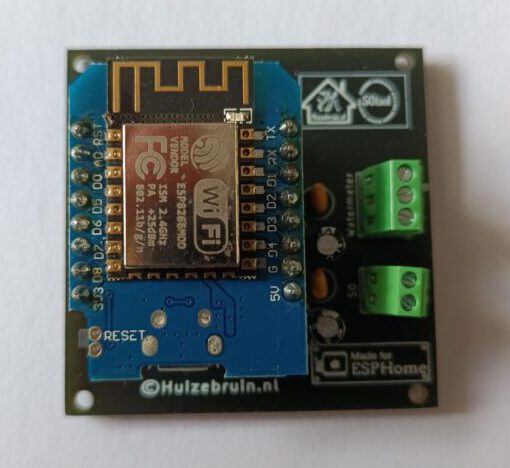 RST
A0
D0
D5
D6
D7
D8
3V3
TX
RX
D1
D2
D3
D4
G
5V
MODEL
ESP8266MOD
VENDOR
ISM 2.4GHz
PA +25dBm
802.11b/g/n
FC
WiFi
RESET
©Huizebruin.nl
S0tool
Watermeter
S0
Made for
ESPHome